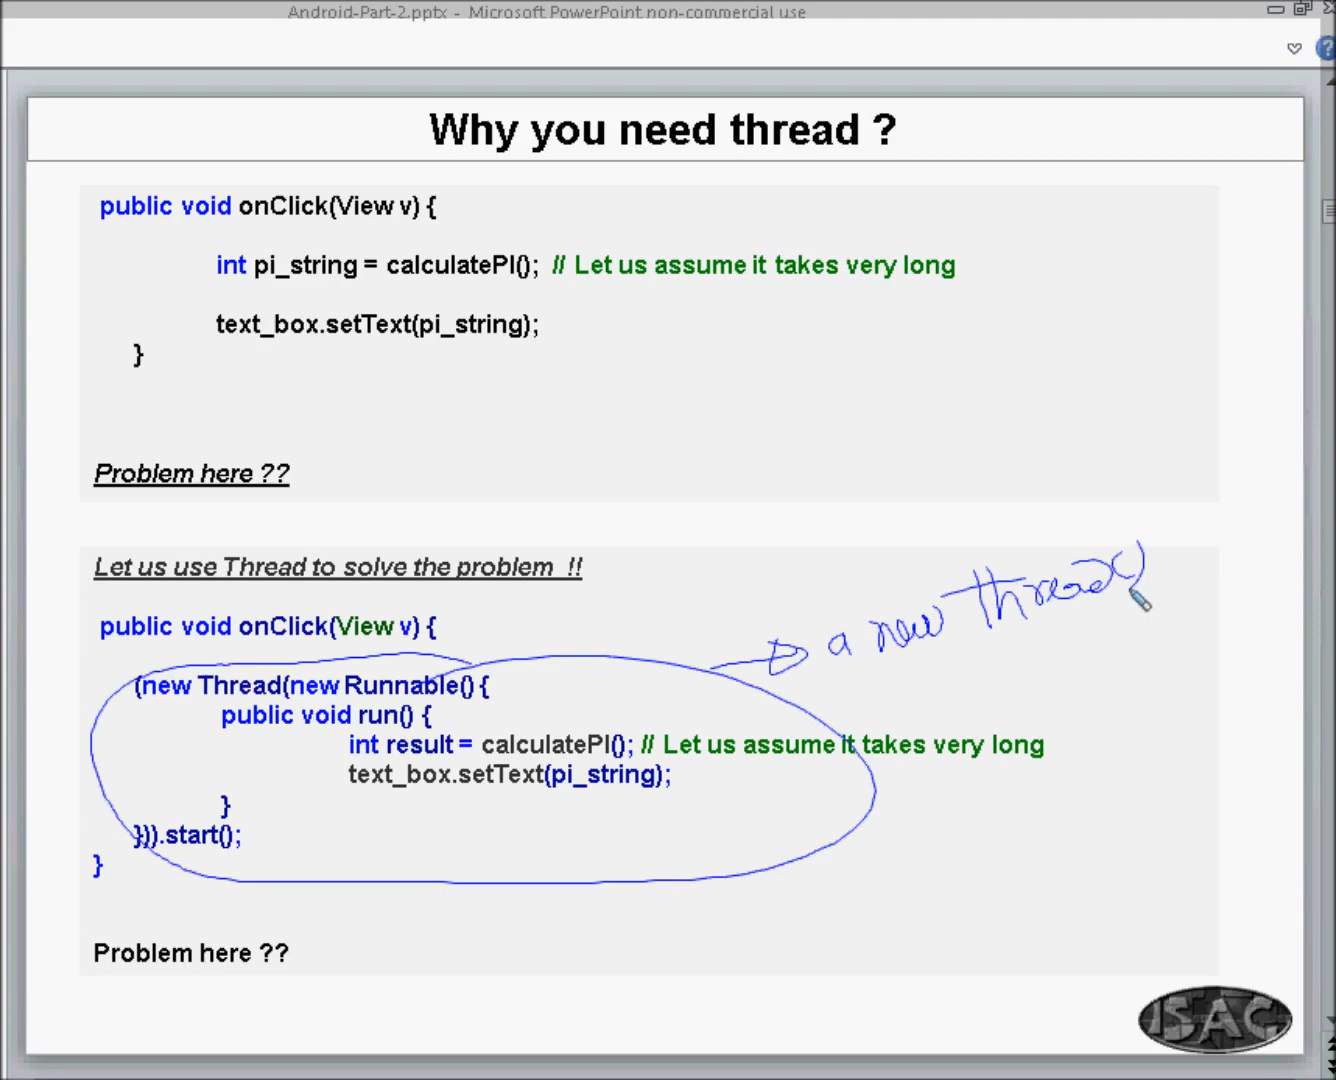 Android-Part-2.pptx - Microsoft PowerPoint non-commercial use
Why you need thread ?
public void onClick(View v) {
int pi_string = calculatePI(); // Let us assume it takes very long
text_box.setText(pi_string);
}
Problem here ??
Let us use Thread to solve the problem !!
public void onClick(View v) {
a new thread
(new Thread(new Runnable() {
public void run() {
int result = calculatePI(); // Let us assume it takes very long
text_box.setText(pi_string);
}
})).start();
}
Problem here ??
ISAC